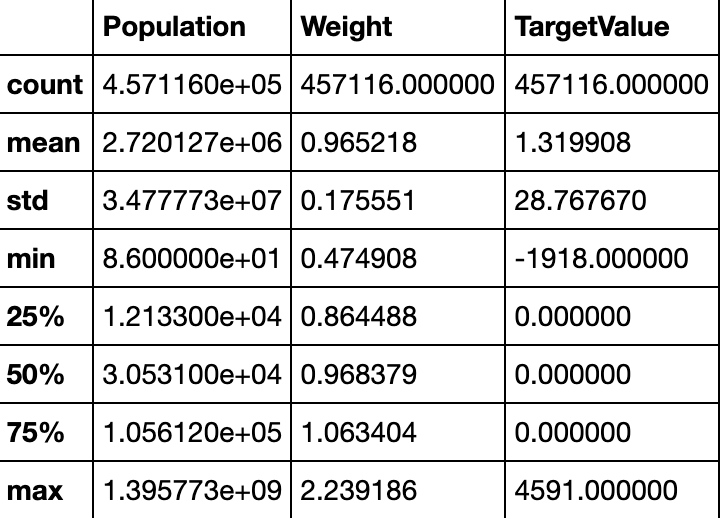 Population Weight TargetValue
count 4.571160e+05 457116.000000 457116.000000
mean 2.720127e+06 0.965218 1.319908
std 3.477773e+07 0.175551 28.767670
min 8.600000e+01 0.474908 -1918.000000
25% 1.213300e+04 0.864488 0.000000
50% 3.053100e+04 0.968379 0.000000
75% 1.056120e+05 1.063404 0.000000
max 1.395773e+09 2.239186 4591.000000